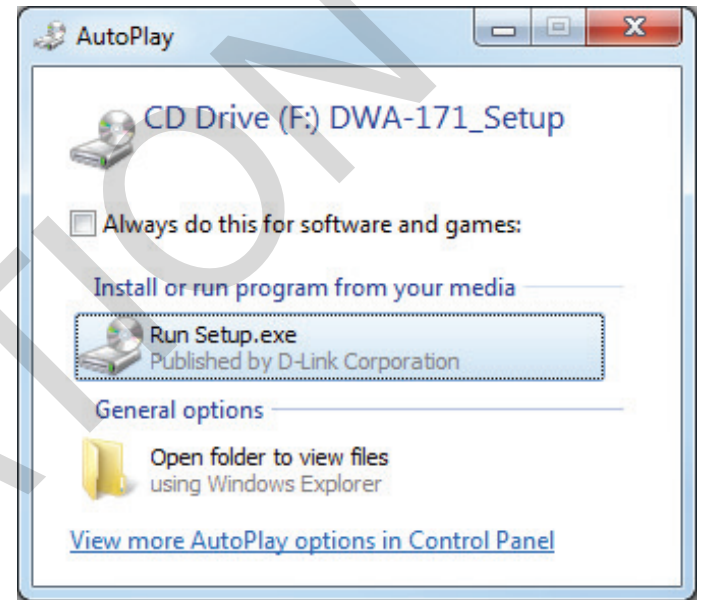 AutoPlay
CD Drive (F:) DWA-171_Setup
Always do this for software and games:
Install or run program from your media
Run Setup.exe
Published by D-Link Corporation
General options
Open folder to view files
using Windows Explorer
View more AutoPlay options in Control Panel